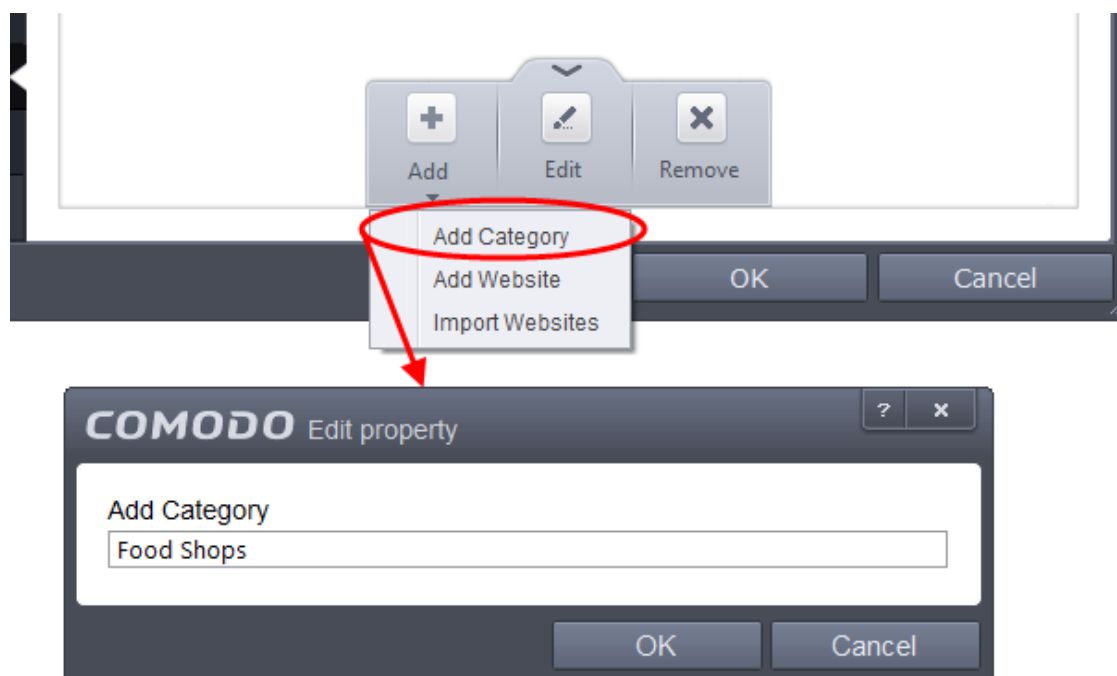 Add Edit Remove
Add Category
Add Website
Import Websites
OK Cancel
COMODO Edit property ? x
Add Category
Food Shops
OK Cancel